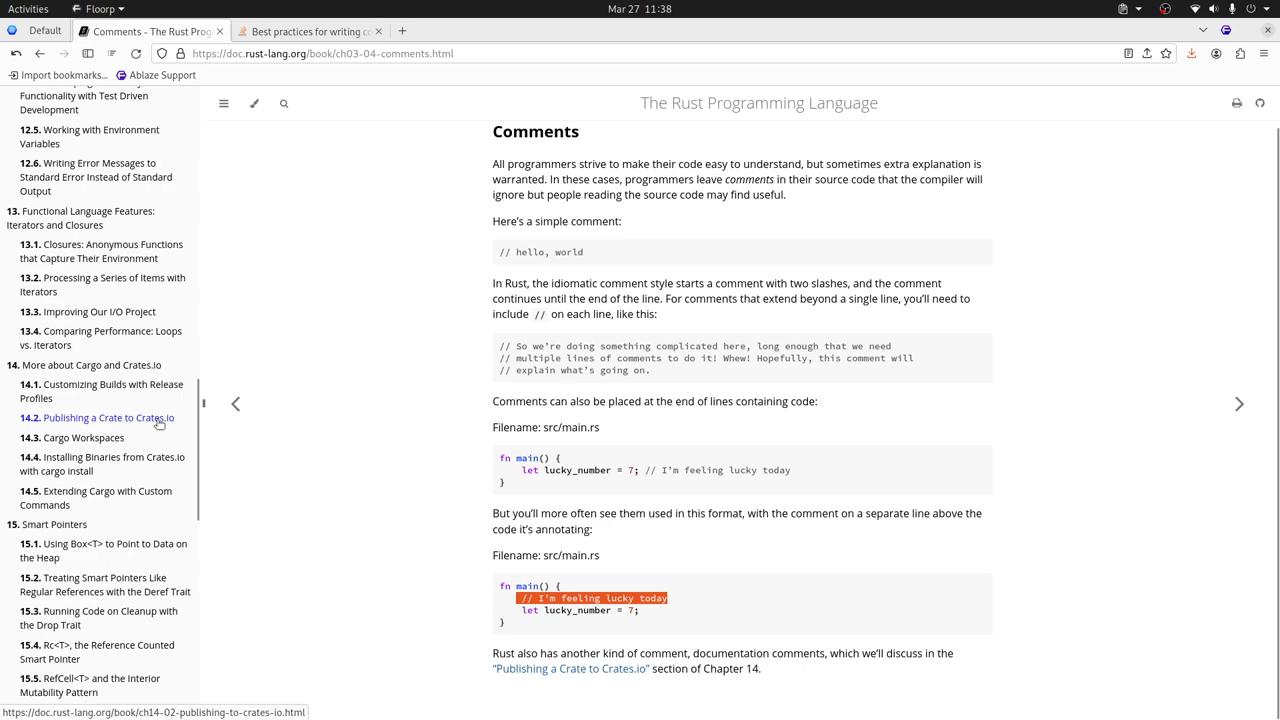 Activities
Floorp
Mar 27 11:38
Default
Comments - The Rust Prog
Best practices for writing co
https://doc.rust-lang.org/book/ch03-04-comments.html
Import bookmarks...
Ablaze Support
Functionality with Test Driven
Development
12.5. Working with Environment
Variables
12.6. Writing Error Messages to
Standard Error Instead of Standard
Output
13. Functional Language Features:
Iterators and Closures
13.1. Closures: Anonymous Functions
that Capture Their Environment
13.2. Processing a Series of Items with
Iterators
13.3. Improving Our I/O Project
13.4. Comparing Performance: Loops
vs. Iterators
14. More about Cargo and Crates.io
14.1. Customizing Builds with Release
Profiles
14.2. Publishing a Crate to Crates.io
14.3. Cargo Workspaces
14.4. Installing Binaries from Crates.io
with cargo install
14.5. Extending Cargo with Custom
Commands
15. Smart Pointers
15.1. Using Box<T> to Point to Data on
the Heap
15.2. Treating Smart Pointers Like
Regular References with the Deref Trait
15.3. Running Code on Cleanup with
the Drop Trait
15.4. Rc<T>, the Reference Counted
Smart Pointer
15.5. RefCell<T> and the Interior
Mutability Pattern
https://doc.rust-lang.org/book/ch14-02-publishing-to-crates-io.html
The Rust Programming Language
Comments
All programmers strive to make their code easy to understand, but sometimes extra explanation is
warranted. In these cases, programmers leave comments in their source code that the compiler will
ignore but people reading the source code may find useful.
Here’s a simple comment:
// hello, world
In Rust, the idiomatic comment style starts a comment with two slashes, and the comment
continues until the end of the line. For comments that extend beyond a single line, you’ll need to
include // on each line, like this:
// So we’re doing something complicated here, long enough that we need
// multiple lines of comments to do it! Whew! Hopefully, this comment will
// explain what’s going on.
Comments can also be placed at the end of lines containing code:
Filename: src/main.rs
fn main() {
let lucky_number = 7; // I’m feeling lucky today
}
But you’ll more often see them used in this format, with the comment on a separate line above the
code it’s annotating:
Filename: src/main.rs
fn main() {
// I’m feeling lucky today
let lucky_number = 7;
}
Rust also has another kind of comment, documentation comments, which we’ll discuss in the
“Publishing a Crate to Crates.io” section of Chapter 14.